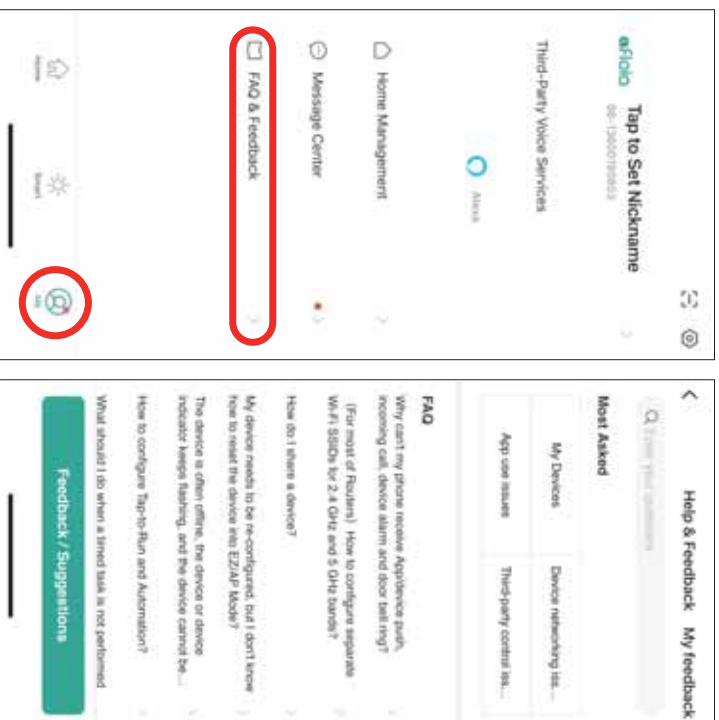 aFloia
Tap to Set Nickname
86-13600190853
Third-Party Voice Services
Alexa
Home Management
Message Center
FAQ & Feedback
Home
Smart
Me
Help & Feedback
My feedback
Most Asked
My Devices
Device networking iss...
App use issues
Third-party control iss...
FAQ
Why can't my phone receive App/device push,
incoming call, device alarm and door bell ring?
(For most of Routers) How to configure separate
Wi-Fi SSIDs for 2.4 GHz and 5 GHz bands?
How do I share a device?
My device needs to be re-configured, but I don't know
how to reset the device into EZ/AP Mode?
The device is often offline, the device or device
indicator keeps flashing, and the device cannot be...
How to configure Tap-to-Run and Automation?
What should I do when a timed task is not performed
Feedback / Suggestions